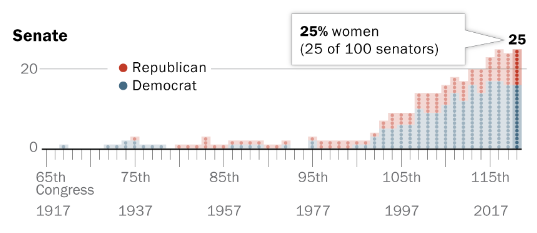 25% women
(25 of 100 senators)
Senate
25
Republican
20
Democrat
0
65th 75th 85th 95th 105th 115th
Congress
1917 1937 1957 1977 1997 2017